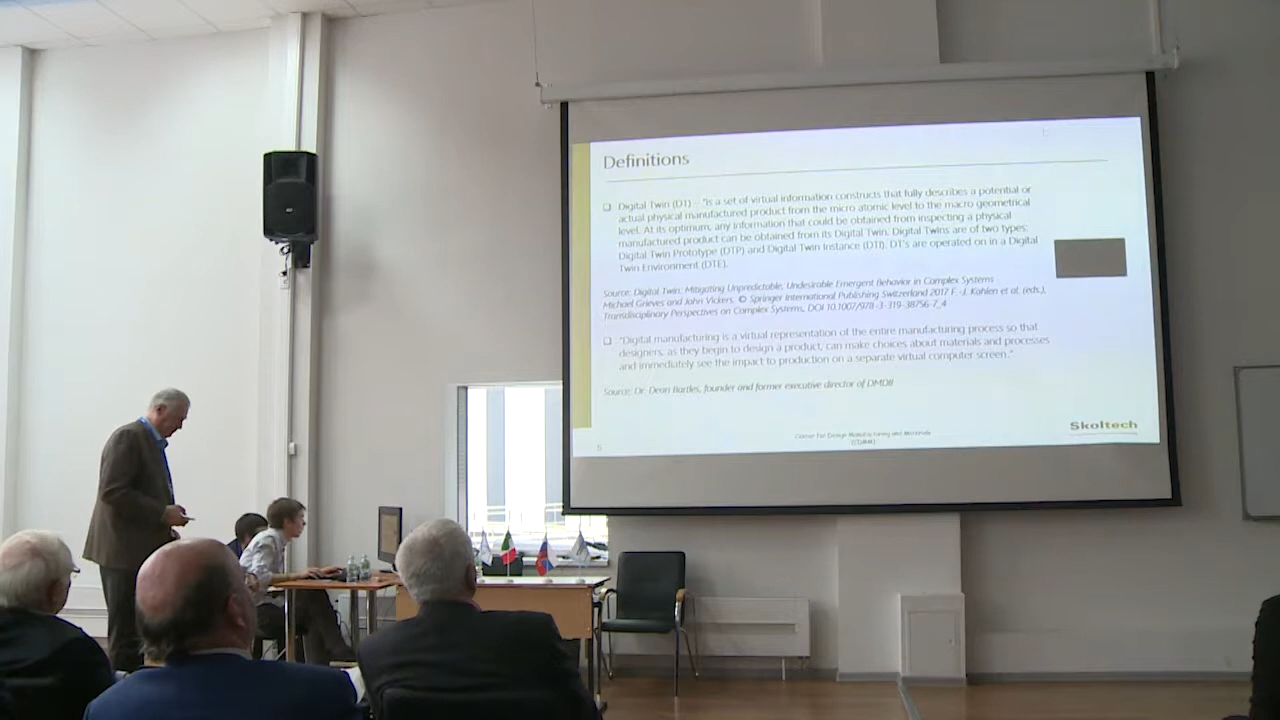 Definitions
❑ Digital Twin (DT) – "is a set of virtual information constructs that fully describes a potential or
actual physical manufactured product from the micro atomic level to the macro geometrical
level. At its optimum, any information that could be obtained from inspecting a physical
manufactured product can be obtained from its Digital Twin. Digital Twins are of two types:
Digital Twin Prototype (DTP) and Digital Twin Instance (DTI). DT's are operated on in a Digital
Twin Environment (DTE).
Source: Digital Twin: Mitigating Unpredictable, Undesirable Emergent Behavior in Complex Systems
Michael Grieves and John Vickers, © Springer International Publishing Switzerland 2017 F.-J. Kahlen et al. (eds.),
Transdisciplinary Perspectives on Complex Systems, DOI 10.1007/978-3-319-38756-7_4
❑ "Digital manufacturing is a virtual representation of the entire manufacturing process so that
designers, as they begin to design a product, can make choices about materials and processes
and immediately see the impact to production on a separate virtual computer screen."
Source: Dr. Dean Bartles, founder and former executive director of DMDII
Center for Design Manufacturing and Materials
(CDMM)
Skoltech
5